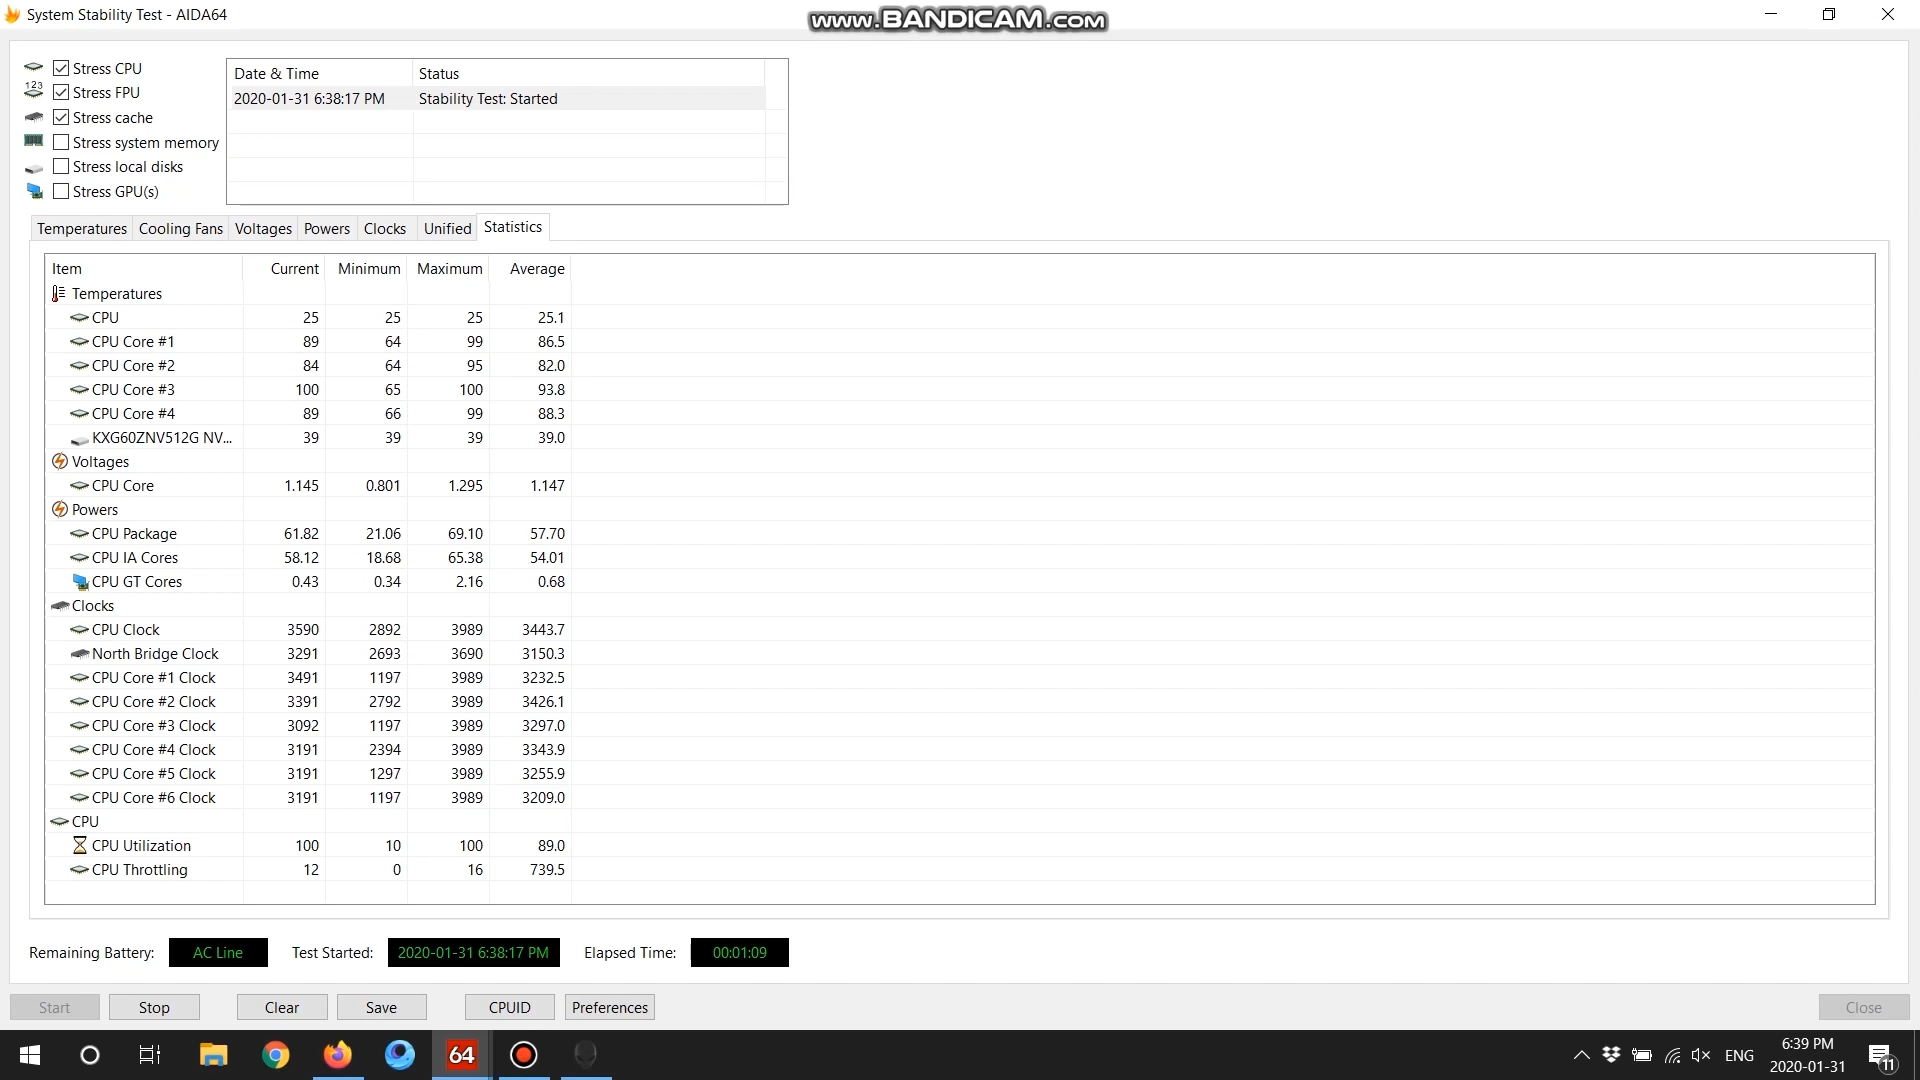 System Stability Test - AIDA64
www.BANDICAM.com
Stress CPU
123
Stress FPU
Stress cache
Stress system memory
Stress local disks
Stress GPU(s)
Date & Time Status
2020-01-31 6:38:17 PM Stability Test: Started
Temperatures Cooling Fans Voltages Powers Clocks Unified Statistics
Item Current Minimum Maximum Average
Temperatures
CPU 25 25 25 25.1
CPU Core #1 89 64 99 86.5
CPU Core #2 84 64 95 82.0
CPU Core #3 100 65 100 93.8
CPU Core #4 89 66 99 88.3
KXG60ZNV512G NV... 39 39 39 39.0
Voltages
CPU Core 1.145 0.801 1.295 1.147
Powers
CPU Package 61.82 21.06 69.10 57.70
CPU IA Cores 58.12 18.68 65.38 54.01
CPU GT Cores 0.43 0.34 2.16 0.68
Clocks
CPU Clock 3590 2892 3989 3443.7
North Bridge Clock 3291 2693 3690 3150.3
CPU Core #1 Clock 3491 1197 3989 3232.5
CPU Core #2 Clock 3391 2792 3989 3426.1
CPU Core #3 Clock 3092 1197 3989 3297.0
CPU Core #4 Clock 3191 2394 3989 3343.9
CPU Core #5 Clock 3191 1297 3989 3255.9
CPU Core #6 Clock 3191 1197 3989 3209.0
CPU
CPU Utilization 100 10 100 89.0
CPU Throttling 12 0 16 739.5
Remaining Battery: AC Line Test Started: 2020-01-31 6:38:17 PM Elapsed Time: 00:01:09
Start Stop Clear Save CPUID Preferences Close
64 ENG 6:39 PM
2020-01-31 11